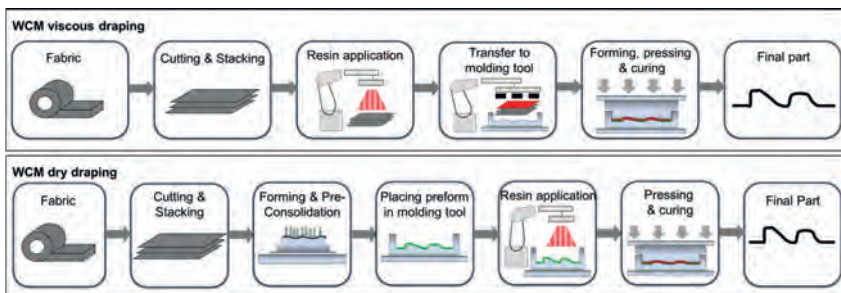 WCM viscous draping
Fabric
Cutting & Stacking
Resin application
Transfer to
molding tool
Forming, pressing
& curing
Final part
WCM dry draping
Fabric
Cutting &
Stacking
Forming & Pre-
Consolidation
Placing preform
in molding tool
Resin application
Pressing
& curing
Final Part